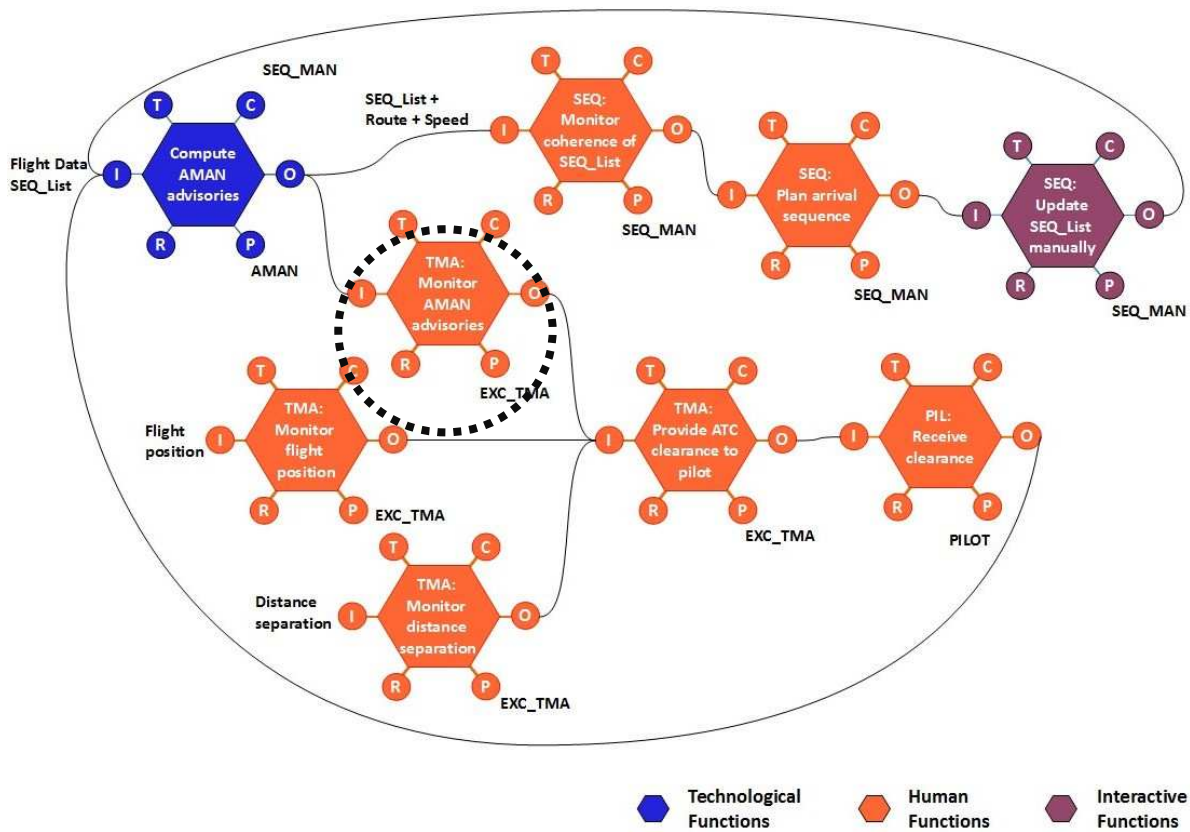 SEQ_MAN
T
C
Compute
AMAN
advisories
I
O
R
P
AMAN
Flight Data
SEQ_List
SEQ_List +
Route + Speed
T
C
SEQ:
Monitor
coherence of
SEQ_List
I
O
R
P
SEQ_MAN
T
C
SEQ:
Plan arrival
sequence
I
O
R
P
SEQ_MAN
T
C
SEQ:
Update
SEQ_List
manually
I
O
R
P
SEQ_MAN
T
C
TMA:
Monitor
AMAN
advisories
I
O
R
P
EXC_TMA
Flight
position
T
C
TMA:
Monitor
flight
position
I
O
R
P
EXC_TMA
T
C
TMA:
Provide ATC
clearance to
pilot
I
O
R
P
EXC_TMA
T
C
PIL:
Receive
clearance
I
O
R
P
PILOT
Distance
separation
T
C
TMA:
Monitor
distance
separation
I
O
R
P
EXC_TMA
Technological
Functions
Human
Functions
Interactive
Functions